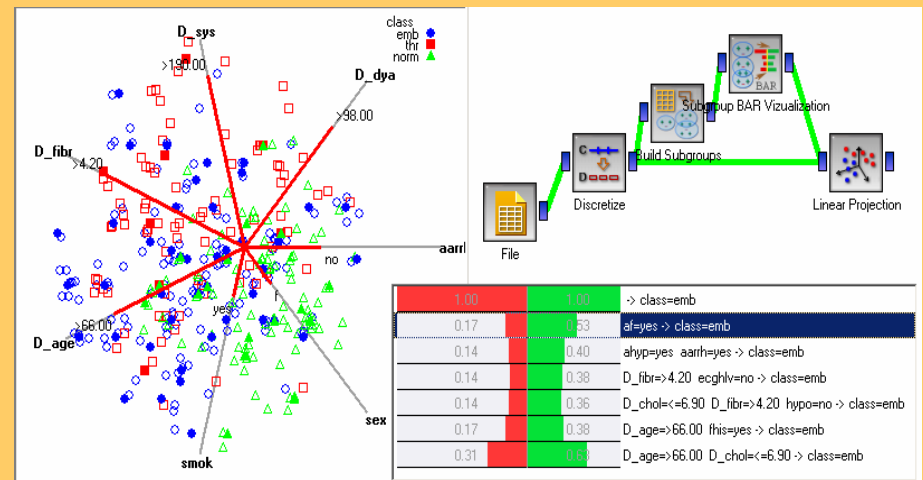 class
emb
thr
norm
D_sys
>190.00
D_dya
>98.00
D_fibr
>4.20
no
aarrh
yes
f
>66.00
D_age
sex
smok
BAR
Subgroup BAR Vizualization
Build Subgroups
C
D
Discretize
Linear Projection
File
1.00 1.00 -> class=emb
0.17 0.53 af=yes -> class=emb
0.14 0.40 ahyp=yes aarrh=yes -> class=emb
0.14 0.38 D_fibr=>4.20 ecghlv=no -> class=emb
0.14 0.36 D_chol=<=6.90 D_fibr=>4.20 hypo=no -> class=emb
0.17 0.38 D_age=>66.00 fhis=yes -> class=emb
0.31 D_age=>66.00 D_chol=<=6.90 -> class=emb